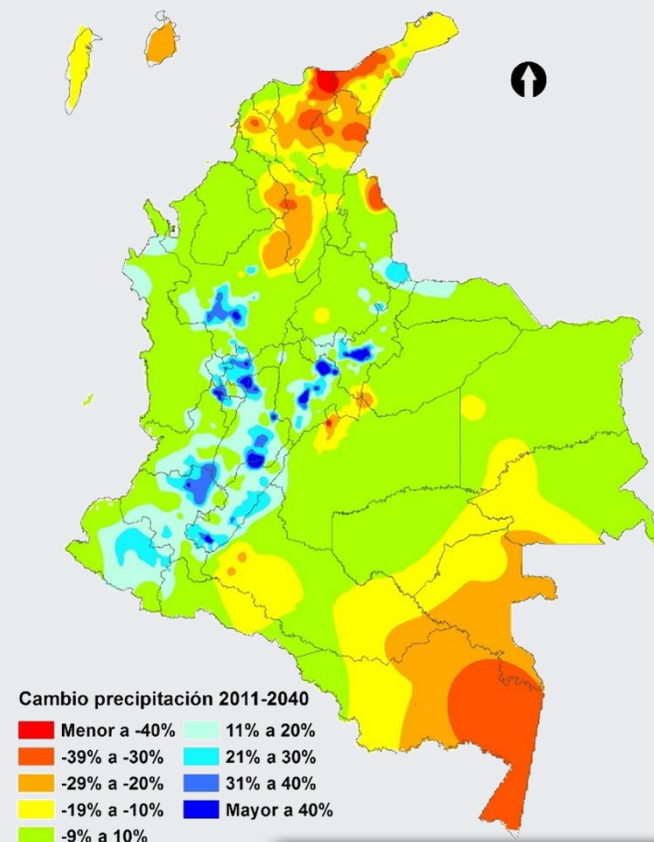 Cambio precipitación 2011-2040
Menor a -40%
-39% a -30%
-29% a -20%
-19% a -10%
-9% a 10%
11% a 20%
21% a 30%
31% a 40%
Mayor a 40%